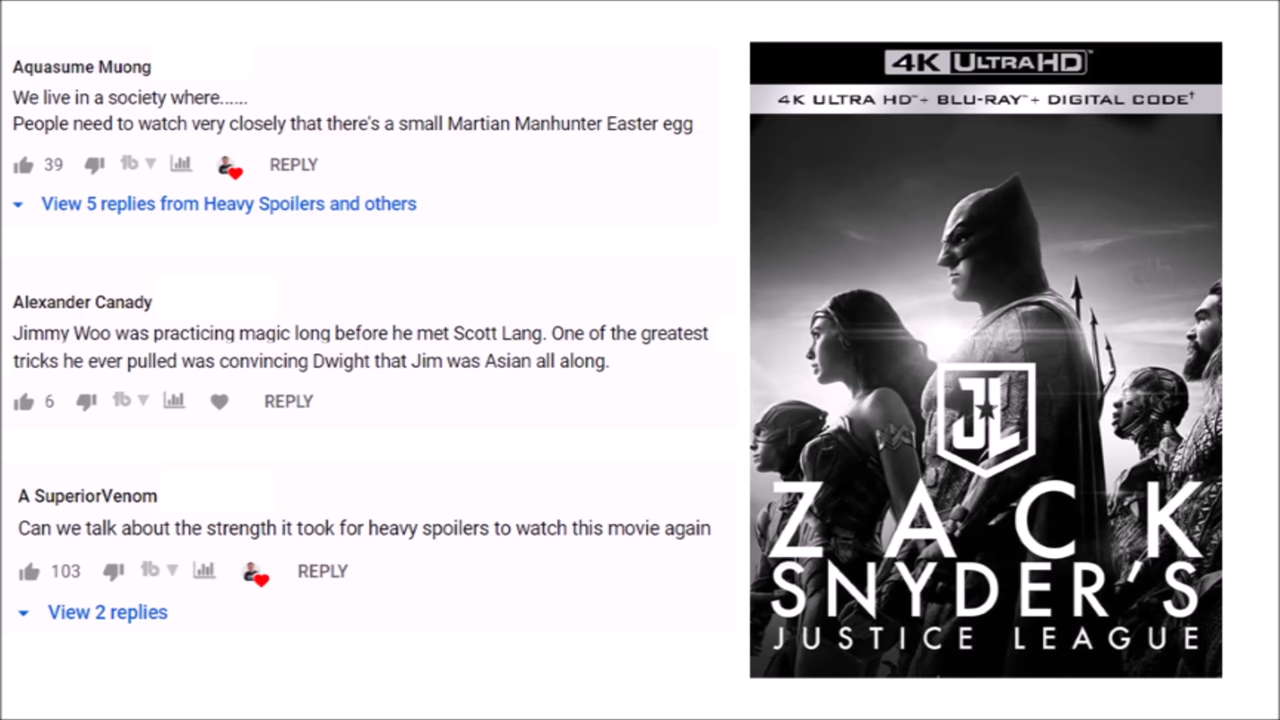 Aquasume Muong
We live in a society where......
People need to watch very closely that there's a small Martian Manhunter Easter egg
39
REPLY
View 5 replies from Heavy Spoilers and others
Alexander Canady
Jimmy Woo was practicing magic long before he met Scott Lang. One of the greatest
tricks he ever pulled was convincing Dwight that Jim was Asian all along.
6
REPLY
A SuperiorVenom
Can we talk about the strength it took for heavy spoilers to watch this movie again
103
REPLY
View 2 replies
4K ULTRAHD™
4K ULTRA HD™+ BLU-RAY™+ DIGITAL CODE†
JL
ZACK
SNYDER'S
JUSTICE LEAGUE